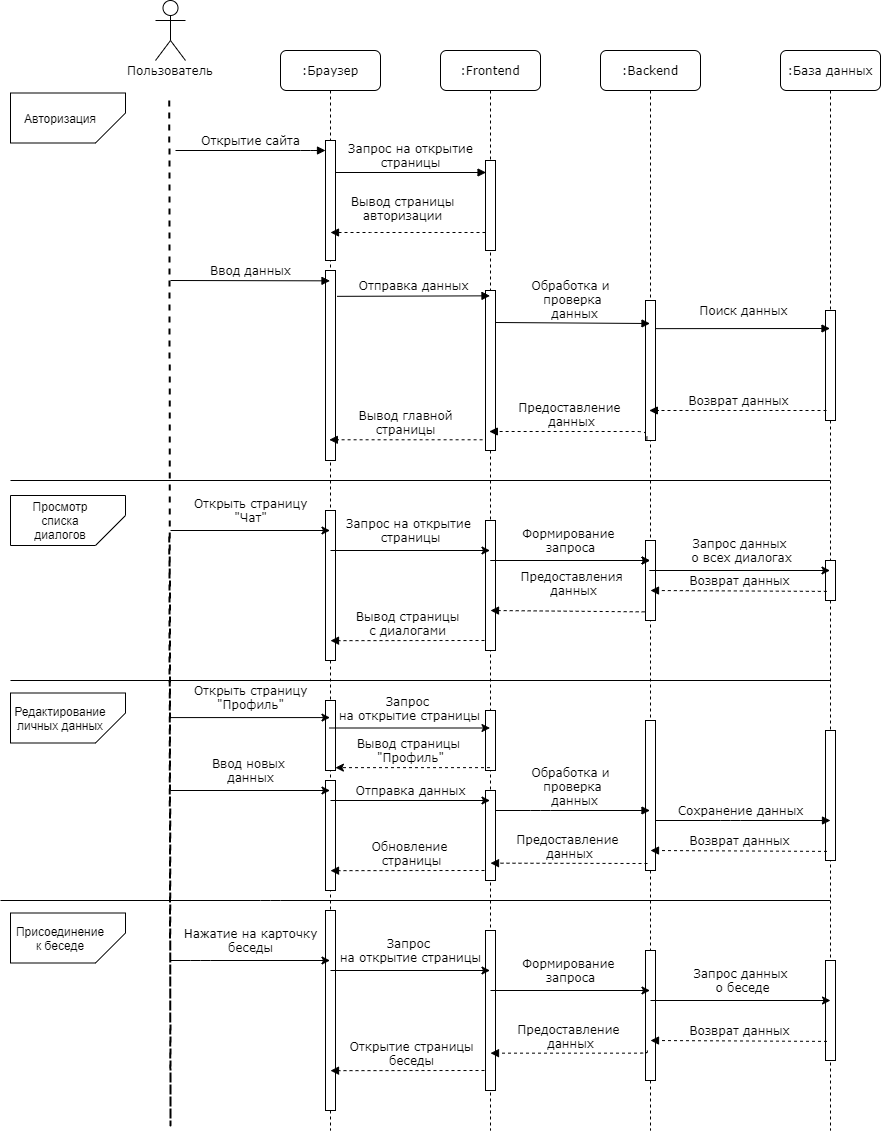 Пользователь
:Браузер
:Frontend
:Backend
:База данных
Авторизация
Открытие сайта
Запрос на открытие
страницы
Вывод страницы
авторизации
Ввод данных
Отправка данных
Обработка и
проверка
данных
Поиск данных
Возврат данных
Предоставление
данных
Вывод главной
страницы
Просмотр
списка
диалогов
Открыть страницу
"Чат"
Запрос на открытие
страницы
Формирование
запроса
Запрос данных
о всех диалогах
Возврат данных
Предоставления
данных
Вывод страницы
с диалогами
Редактирование
личных данных
Открыть страницу
"Профиль"
Запрос
на открытие страницы
Вывод страницы
"Профиль"
Ввод новых
данных
Отправка данных
Обработка и
проверка
данных
Сохранение данных
Возврат данных
Предоставление
данных
Обновление
страницы
Присоединение
к беседе
Нажатие на карточку
беседы
Запрос
на открытие страницы
Формирование
запроса
Запрос данных
о беседе
Возврат данных
Предоставление
данных
Открытие страницы
беседы